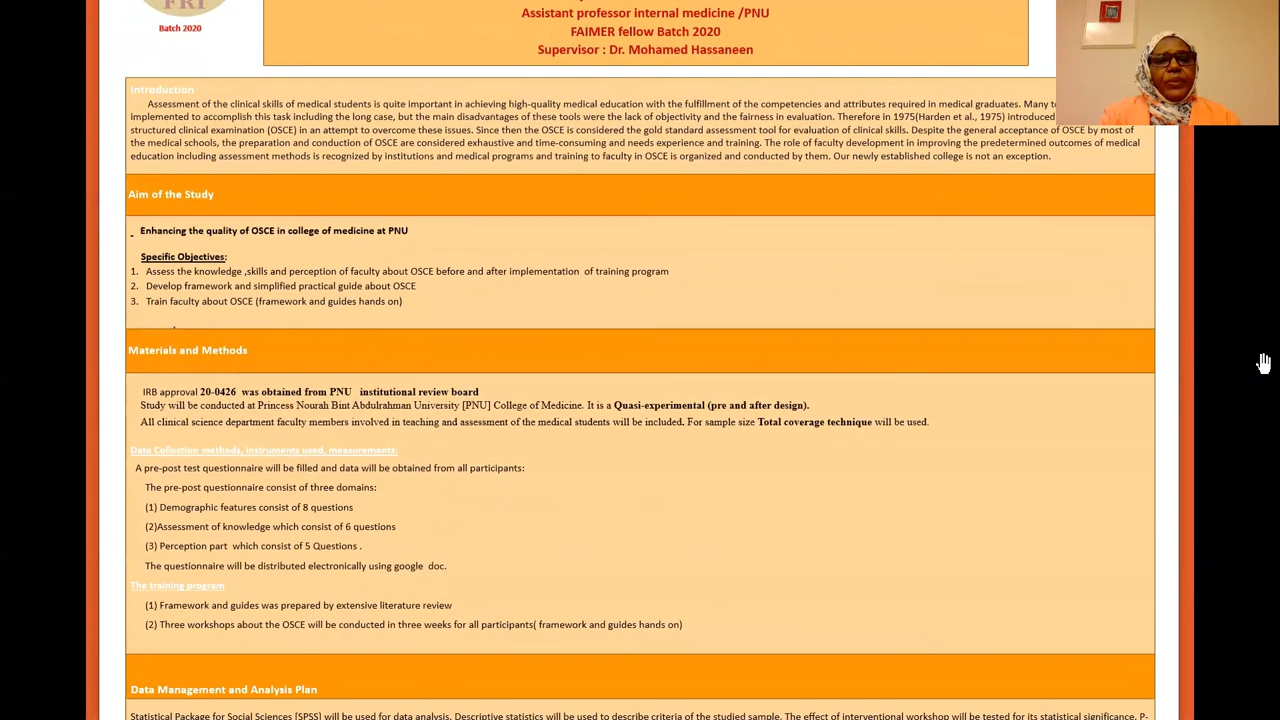 FRI
Batch 2020
Assistant professor internal medicine /PNU
FAIMER fellow Batch 2020
Supervisor : Dr. Mohamed Hassaneen
Introduction
Assessment of the clinical skills of medical students is quite important in achieving high-quality medical education with the fulfillment of the competencies and attributes required in medical graduates. Many
Implemented to accomplish this task including the long case, but the main disadvantages of these tools were the lack of objectivity and the fairness in evaluation. Therefore in 1975(Harden et al., 1975) introduced
structured clinical examination (OSCE) in an attempt to overcome these issues. Since then the OSCE is considered the gold standard assessment tool for evaluation of clinical skills. Despite the general acceptance of OSCE by most of
the medical schools, the preparation and conduction of OSCE are considered exhaustive and time-consuming and needs experience and training. The role of faculty development in improving the predetermined outcomes of medical
education including assessment methods is recognized by institutions and medical programs and training to faculty in OSCE is organized and conducted by them. Our newly established college is not an exception.
Aim of the Study
- Enhancing the quality of OSCE in college of medicine at PNU
Specific Objectives:
1. Assess the knowledge ,skills and perception of faculty about OSCE before and after implementation of training program
2. Develop framework and simplified practical guide about OSCE
3. Train faculty about OSCE (framework and guides hands on)
Materials and Methods
IRB approval 20-0426 was obtained from PNU institutional review board
Study will be conducted at Princess Nourah Bint Abdulrahman University [PNU] College of Medicine. It is a Quasi-experimental (pre and after design).
All clinical science department faculty members involved in teaching and assessment of the medical students will be included. For sample size Total coverage technique will be used.
Data Collection methods, instruments used, measurements:
A pre-post test questionnaire will be filled and data will be obtained from all participants:
The pre-post questionnaire consist of three domains:
(1) Demographic features consist of 8 questions
(2)Assessment of knowledge which consist of 6 questions
(3) Perception part which consist of 5 Questions .
The questionnaire will be distributed electronically using google doc.
The training program
(1) Framework and guides was prepared by extensive literature review
(2) Three workshops about the OSCE will be conducted in three weeks for all participants( framework and guides hands on)
Data Management and Analysis Plan
Statistical Package for Social Sciences [SPSS] will be used for data analysis. Descriptive statistics will be used to describe criteria of the studied sample. The effect of interventional workshop will be tested for its statistical significance. P-